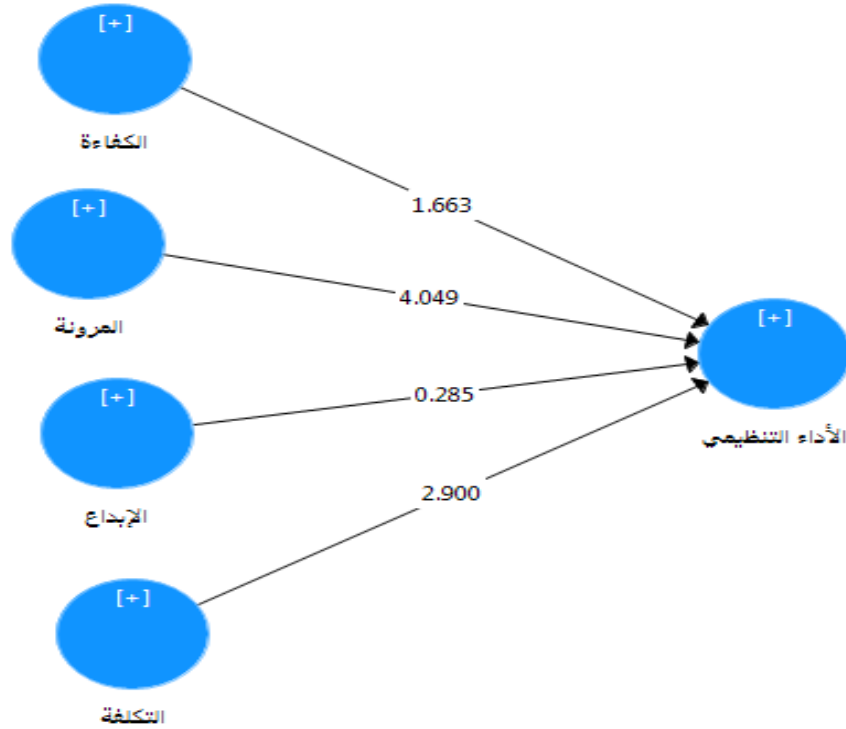 [+]
الكفاءة
1.663
[+]
المرونة
4.049
[+]
الأداء التنظيمي
[+]
الإبداع
0.285
2.900
[+]
التكلفة